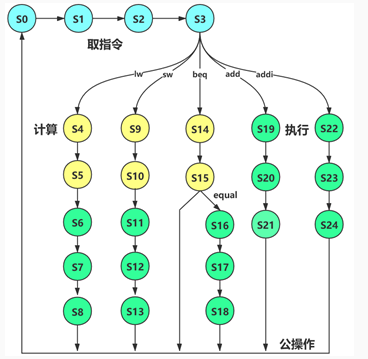 S0 S1 S2 S3
取指令
lw sw beq add addi
计算 S4 S9 S14 S19 执行 S22
S5 S10 S15 S20 S23
equal
S6 S11 S16 S21 S24
S7 S12 S17
S8 S13 S18
公操作